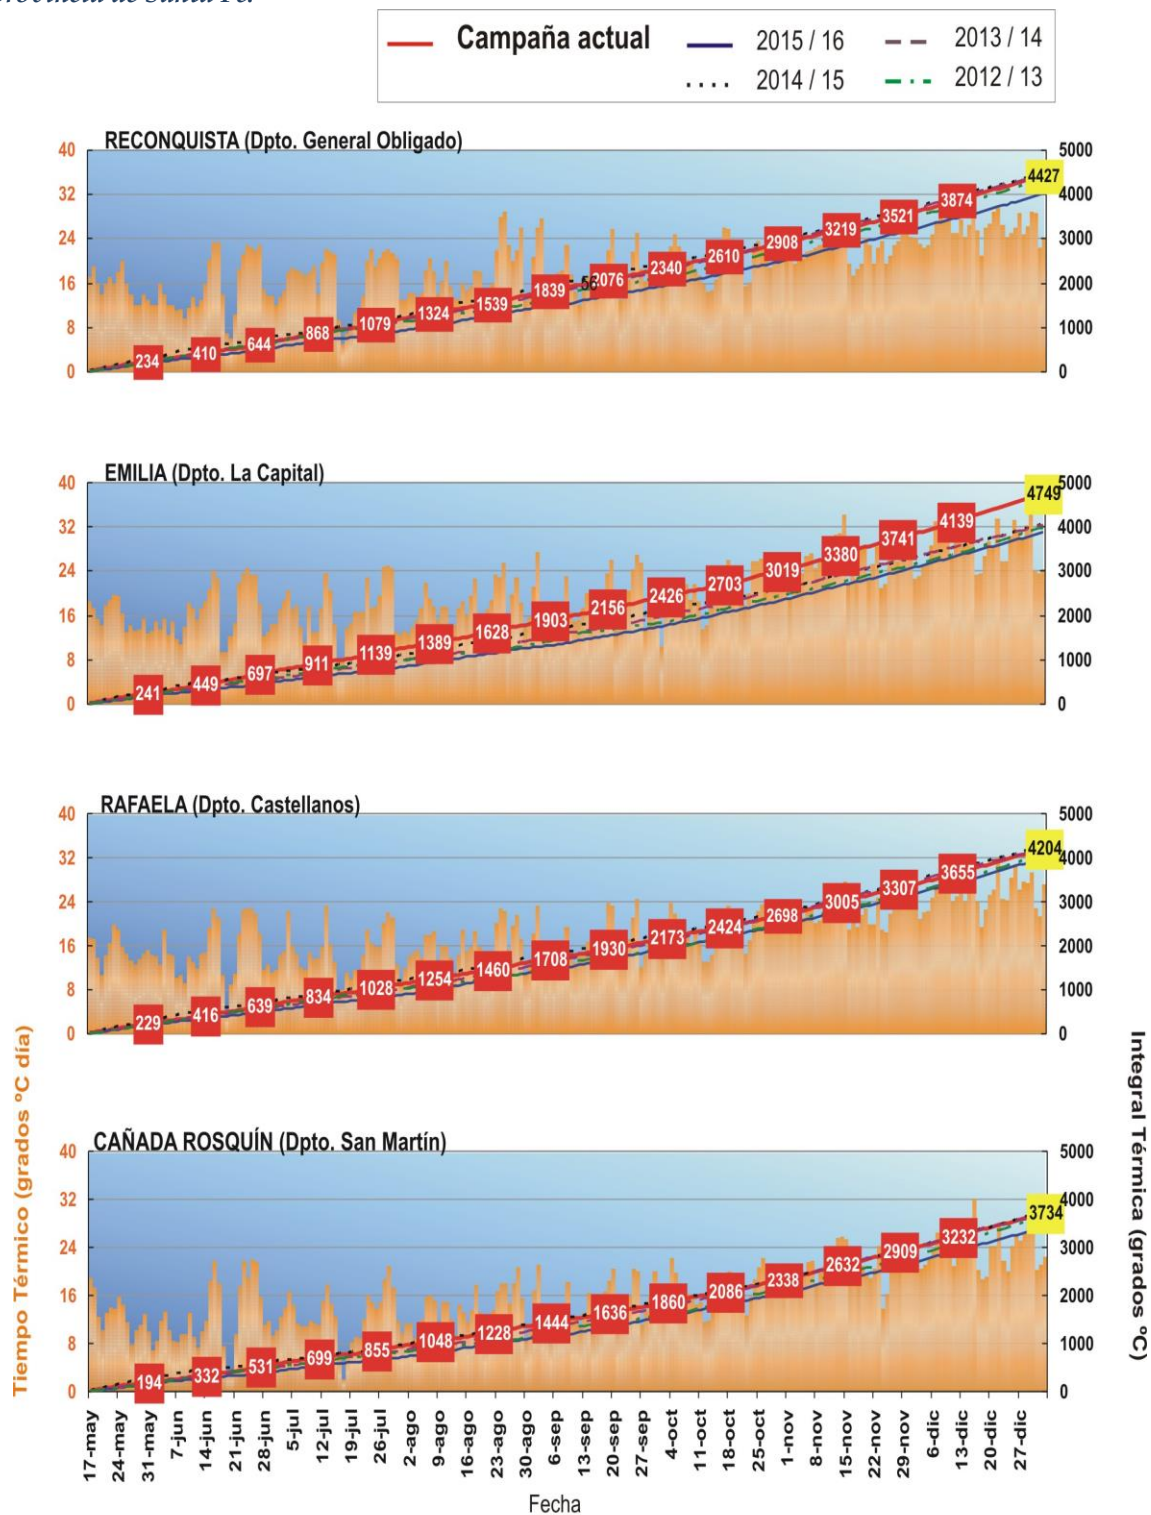 Provincia de Santa Fe.
Campaña actual 2015 / 16 2013 / 14
2014 / 15 2012 / 13
RECONQUISTA (Dpto. General Obligado)
40 5000
32 4000
24 3000
16 2000
8 1000
0 0
234 410 644 868 1079 1324 1539 1839 56 2076 2340 2610 2908 3219 3521 3874 4427
EMILIA (Dpto. La Capital)
40 5000
32 4000
24 3000
16 2000
8 1000
0 0
241 449 697 911 1139 1389 1628 1903 2156 2426 2703 3019 3380 3741 4139 4749
RAFAELA (Dpto. Castellanos)
40 5000
32 4000
24 3000
16 2000
8 1000
0 0
229 416 639 834 1028 1254 1460 1708 1930 2173 2424 2698 3005 3307 3655 4204
CAÑADA ROSQUÍN (Dpto. San Martín)
40 5000
32 4000
24 3000
16 2000
8 1000
0 0
194 332 531 699 855 1048 1228 1444 1636 1860 2086 2338 2632 2909 3232 3734
Tiempo Térmico (grados ºC día)
Integral Térmica (grados ºC)
17-may 24-may 31-may 7-jun 14-jun 21-jun 28-jun 5-jul 12-jul 19-jul 26-jul 2-ago 9-ago 16-ago 23-ago 30-ago 6-sep 13-sep 20-sep 27-sep 4-oct 11-oct 18-oct 25-oct 1-nov 8-nov 15-nov 22-nov 29-nov 6-dic 13-dic 20-dic 27-dic
Fecha